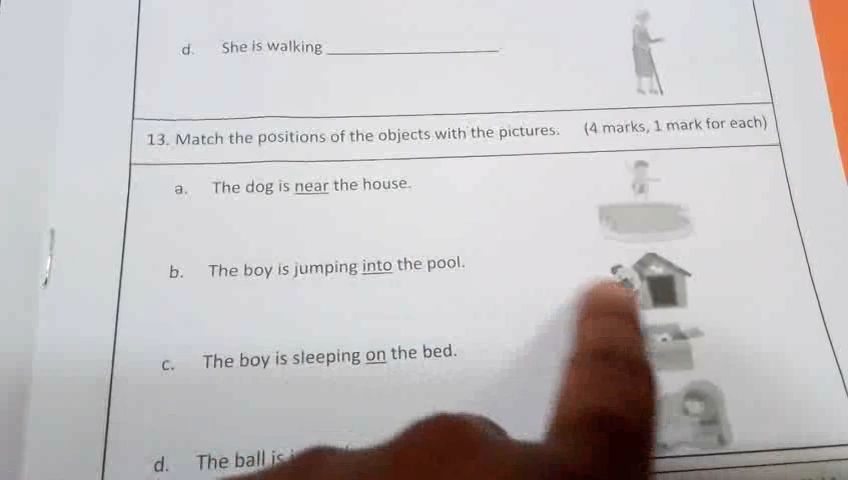 d. She is walking
13. Match the positions of the objects with the pictures. (4 marks, 1 mark for each)
a. The dog is near the house.
b. The boy is jumping into the pool.
c. The boy is sleeping on the bed.
d. The ball is